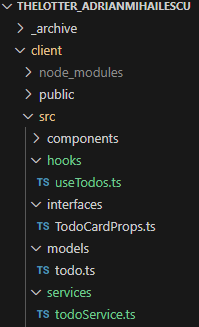 THELOTTER_ADRIANMIHAILESCU
_archive
client
node_modules
public
src
components
hooks
TS useTodos.ts
interfaces
TS TodoCardProps.ts
models
TS todo.ts
services
TS todoService.ts